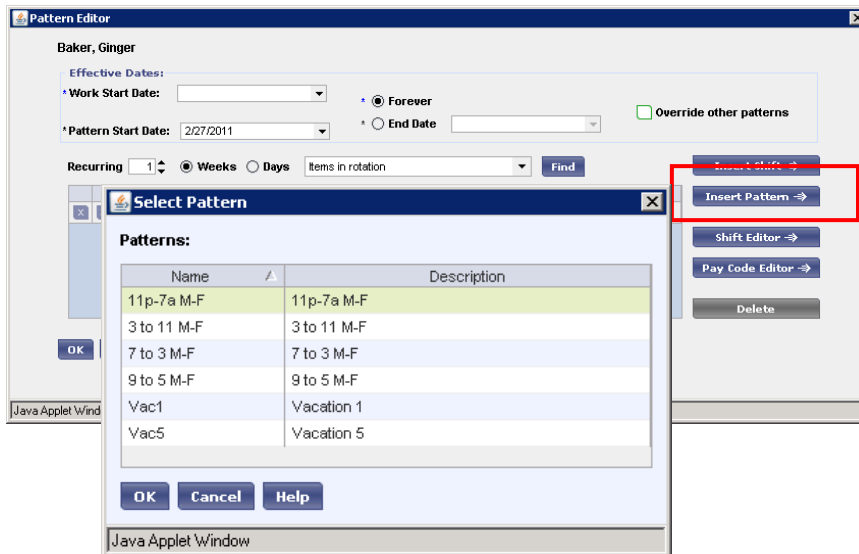 Pattern Editor
Baker, Ginger
Effective Dates:
* Work Start Date:
* Forever
* End Date
Override other patterns
* Pattern Start Date: 2/27/2011
Recurring 1 Weeks Days Items in rotation Find
Insert Shift
Insert Pattern
Shift Editor
Pay Code Editor
Delete
OK
Java Applet Wind
Select Pattern
Patterns:
Name Description
11p-7a M-F 11p-7a M-F
3 to 11 M-F 3 to 11 M-F
7 to 3 M-F 7 to 3 M-F
9 to 5 M-F 9 to 5 M-F
Vac1 Vacation 1
Vac5 Vacation 5
OK Cancel Help
Java Applet Window